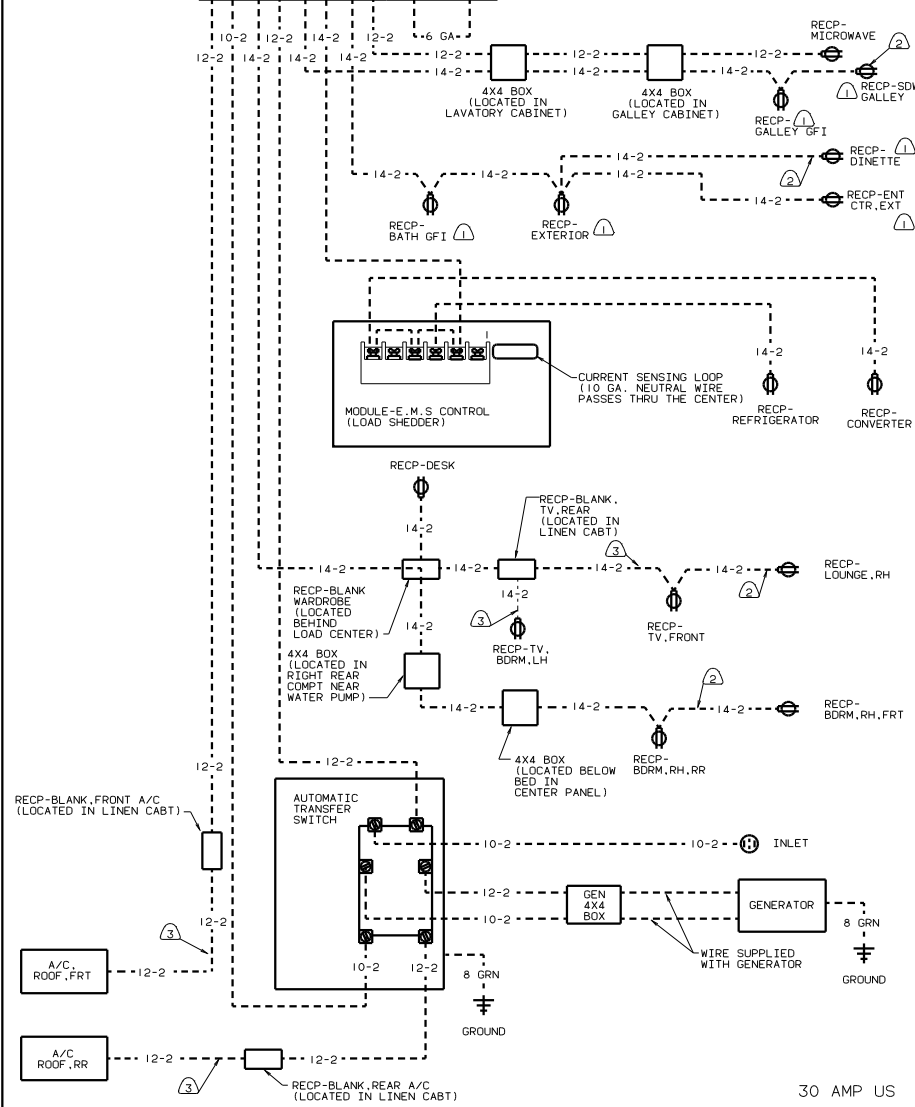 10-2
12-2
14-2
12-2
6 GA
12-2
14-2
12-2
14-2
14-2
12-2
14-2
12-2
14-2
4X4 BOX
(LOCATED IN
LAVATORY CABINET)
12-2
14-2
4X4 BOX
(LOCATED IN
GALLEY CABINET)
12-2
14-2
RECP-
MICROWAVE
2
1
RECP-SDW
GALLEY
RECP-
GALLEY GFI
1
14-2
14-2
RECP-
BATH GFI
1
14-2
RECP-
EXTERIOR
1
14-2
14-2
2
RECP-
DINETTE
1
14-2
RECP-ENT
CTR,EXT
1
MODULE-E.M.S CONTROL
(LOAD SHEDDER)
CURRENT SENSING LOOP
(10 GA. NEUTRAL WIRE
PASSES THRU THE CENTER)
14-2
RECP-
REFRIGERATOR
14-2
RECP-
CONVERTER
RECP-DESK
14-2
14-2
RECP-BLANK
WARDROBE
(LOCATED
BEHIND
LOAD CENTER)
14-2
RECP-BLANK,
TV,REAR
(LOCATED IN
LINEN CABT)
14-2
3
RECP-TV,
BDRM,LH
3
14-2
RECP-
TV,FRONT
14-2
2
RECP-
LOUNGE,RH
14-2
4X4 BOX
(LOCATED IN
RIGHT REAR
COMPT NEAR
WATER PUMP)
14-2
4X4 BOX
(LOCATED BELOW
BED IN
CENTER PANEL)
14-2
RECP-
BDRM,RH,RR
14-2
2
RECP-
BDRM,RH,FRT
12-2
12-2
RECP-BLANK,FRONT A/C
(LOCATED IN LINEN CABT)
12-2
3
A/C,
ROOF,FRT
12-2
AUTOMATIC
TRANSFER
SWITCH
10-2
10-2
INLET
12-2
10-2
GEN
4X4
BOX
GENERATOR
WIRE SUPPLIED
WITH GENERATOR
8 GRN
GROUND
10-2
12-2
8 GRN
GROUND
A/C
ROOF,RR
12-2
3
12-2
RECP-BLANK,REAR A/C
(LOCATED IN LINEN CABT)
30 AMP US